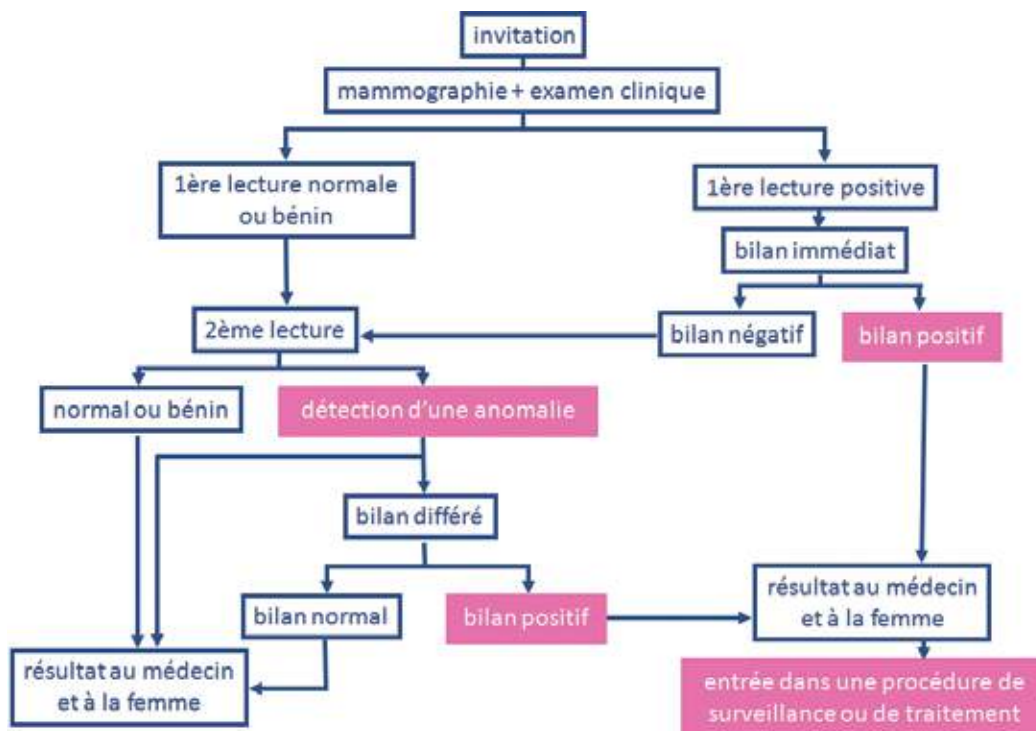 invitation
mammographie + examen clinique
1ère lecture normale
ou bénin
1ère lecture positive
bilan immédiat
2ème lecture
bilan négatif
bilan positif
normal ou bénin
détection d'une anomalie
bilan différé
bilan normal
bilan positif
résultat au médecin
et à la femme
résultat au médecin
et à la femme
entrée dans une procédure de
surveillance ou de traitement